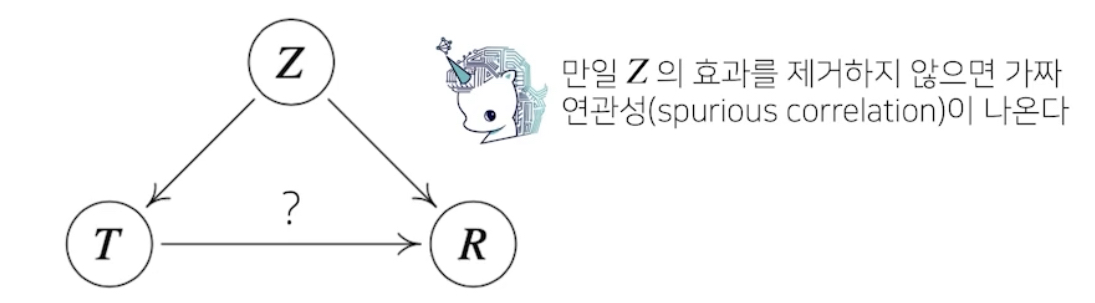 Z
만일 Z 의 효과를 제거하지 않으면 가짜
연관성(spurious correlation)이 나온다
?
T
R